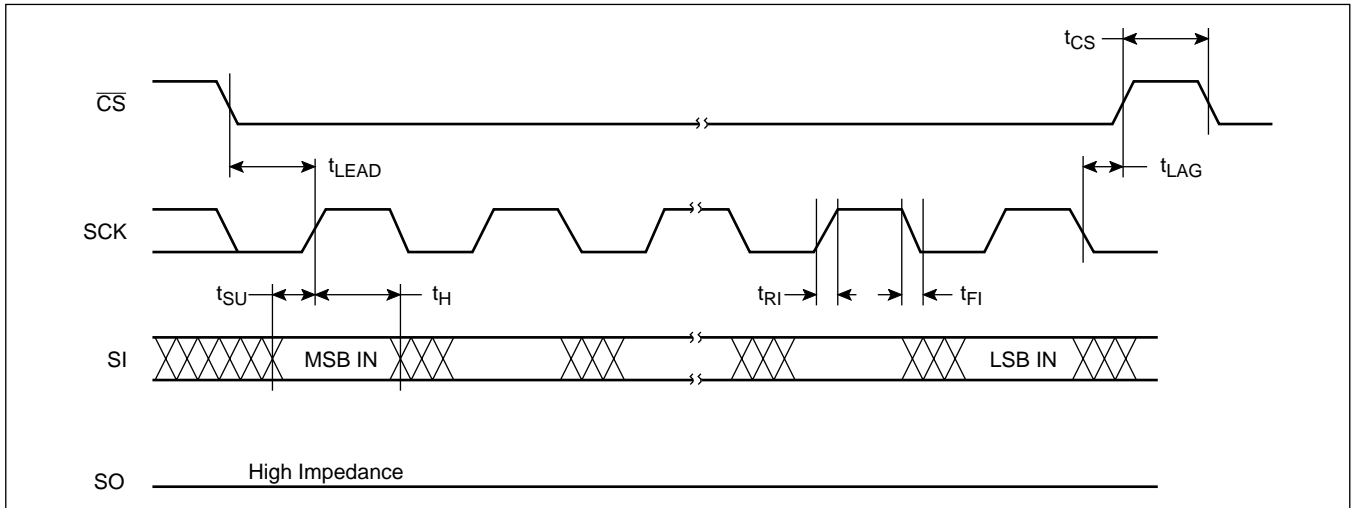 tCS
CS
tLEAD
tLAG
SCK
tSU
tH
tRI
tFI
SI
MSB IN
LSB IN
High Impedance
SO